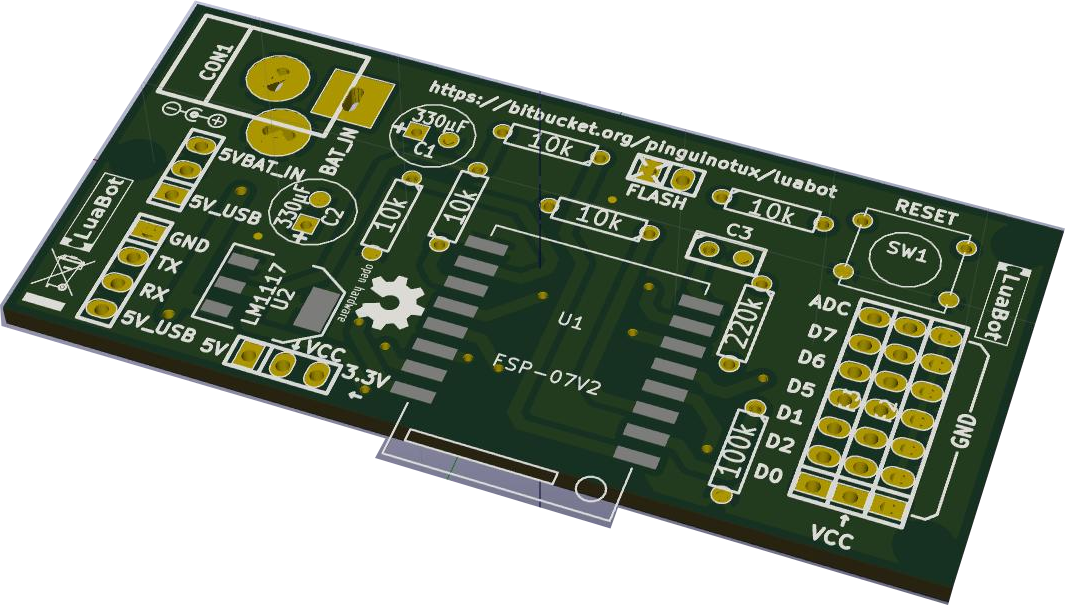 CON1
https://bitbucket.org/pinguinotux/luabot
330µF
+
C1
10k
FLASH
BAT_IN
5VBAT_IN
5V_USB
330µF
C2
+
10k
10k
10k
10k
RESET
SW1
C3
LuaBot
GND
TX
RX
5V_USB
LM1117
U2
open hardware
5V
VCC
3.3V
U1
ESP-07V2
220k
100k
ADC
D7
D6
D5
D1
D2
D0
GND
VCC
LuaBot